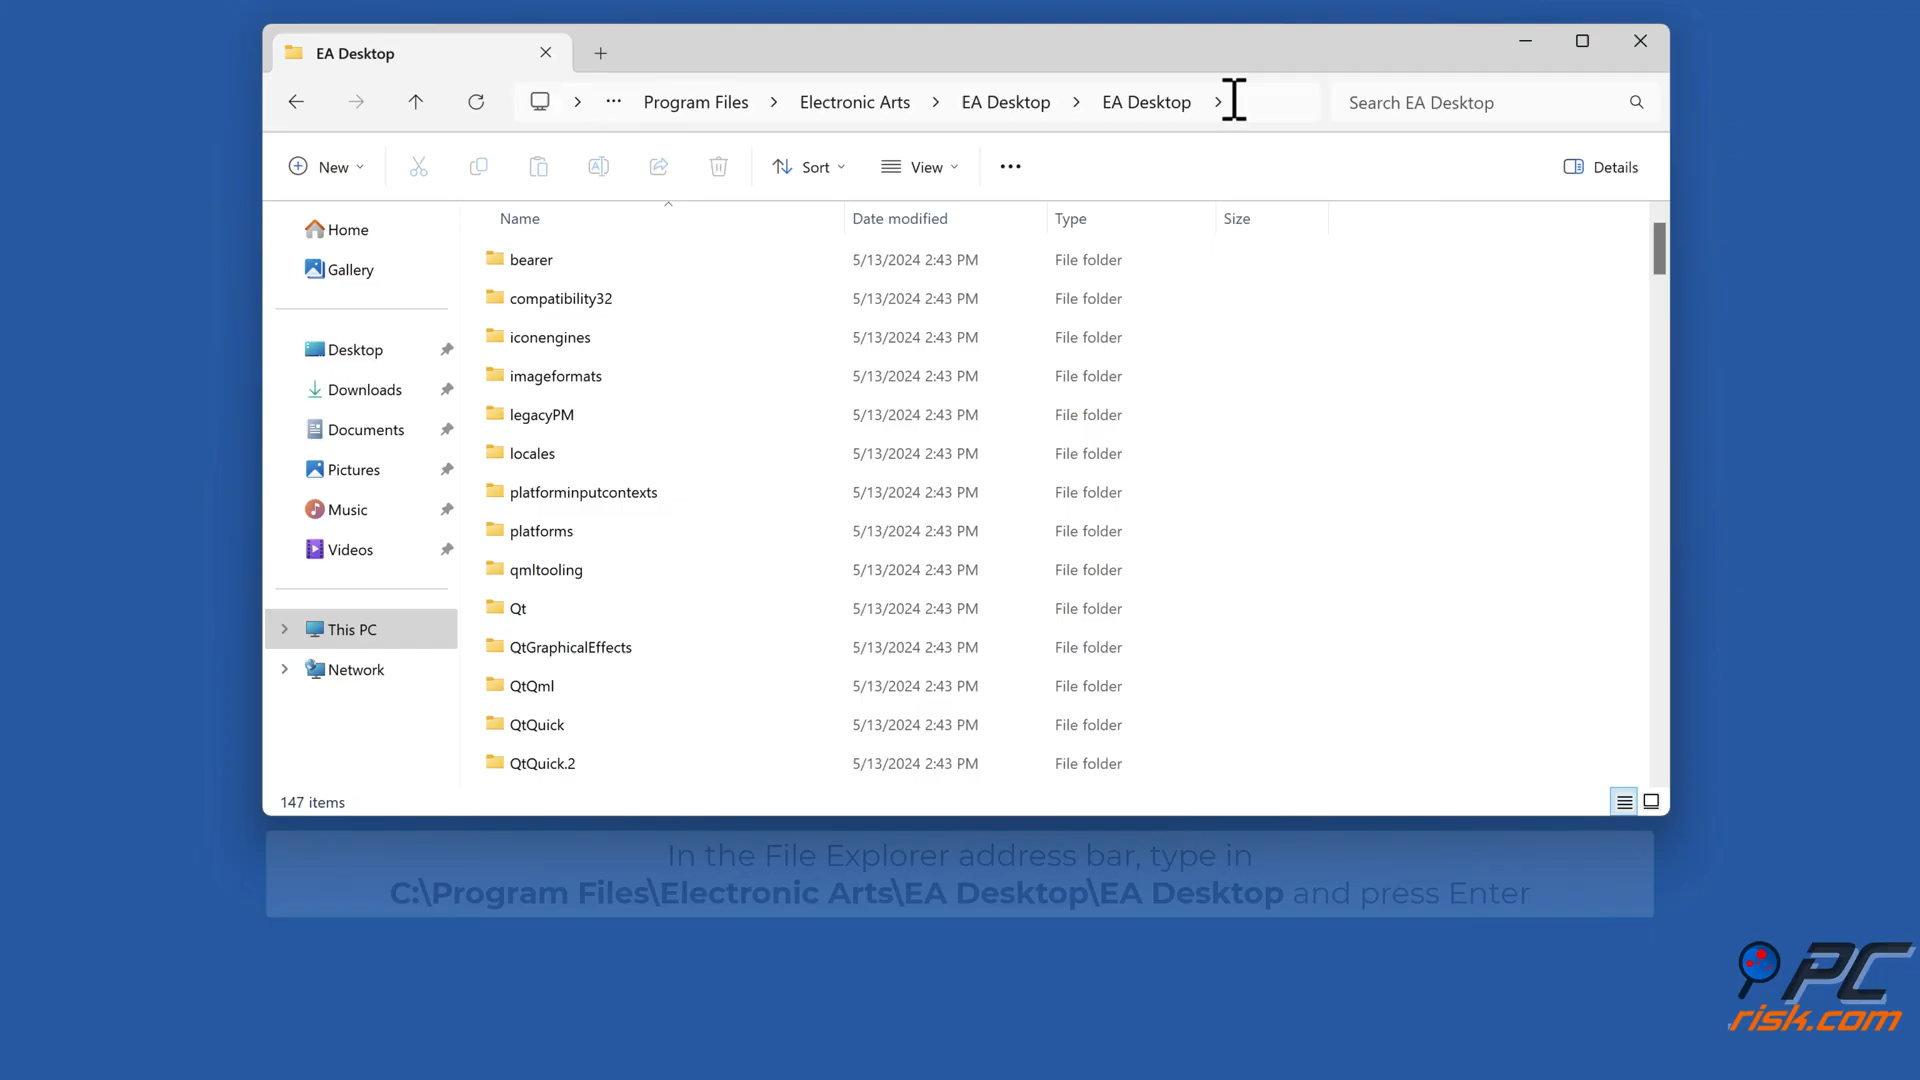 EA Desktop
Program Files > Electronic Arts > EA Desktop > EA Desktop >
Search EA Desktop
New
Sort
View
Details
Home
Gallery
Desktop
Downloads
Documents
Pictures
Music
Videos
This PC
Network
Name Date modified Type Size
bearer 5/13/2024 2:43 PM File folder
compatibility32 5/13/2024 2:43 PM File folder
iconengines 5/13/2024 2:43 PM File folder
imageformats 5/13/2024 2:43 PM File folder
legacyPM 5/13/2024 2:43 PM File folder
locales 5/13/2024 2:43 PM File folder
platforminputcontexts 5/13/2024 2:43 PM File folder
platforms 5/13/2024 2:43 PM File folder
qmltooling 5/13/2024 2:43 PM File folder
Qt 5/13/2024 2:43 PM File folder
QtGraphicalEffects 5/13/2024 2:43 PM File folder
QtQml 5/13/2024 2:43 PM File folder
QtQuick 5/13/2024 2:43 PM File folder
QtQuick.2 5/13/2024 2:43 PM File folder
147 items
In the File Explorer address bar, type in
C:\Program Files\Electronic Arts\EA Desktop\EA Desktop and press Enter
PC
risk.com